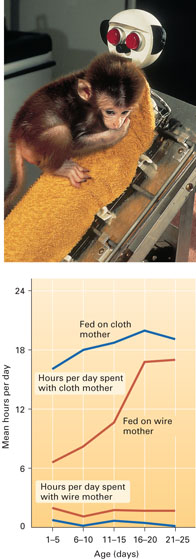 24
18
12
6
0
Mean hours per day
Fed on cloth
mother
Hours per day spent
with cloth mother
Fed on wire
mother
Hours per day spent
with wire mother
1–5
6–10
11–15
16–20
21–25
Age (days)